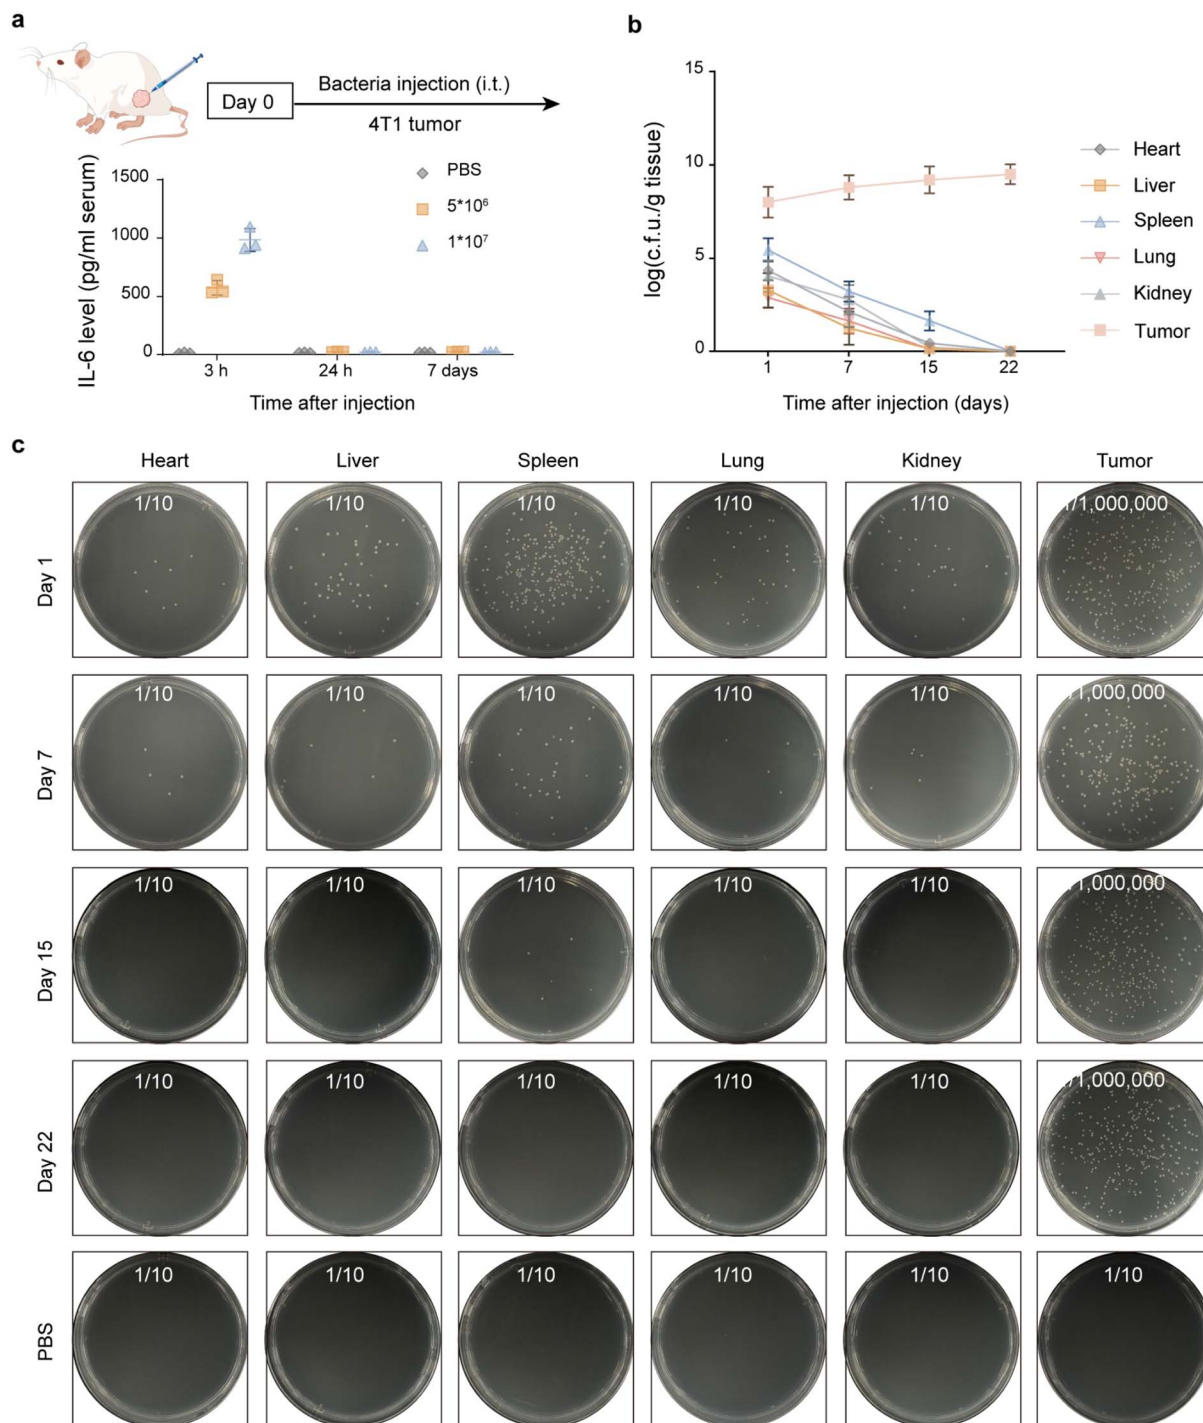 a
Day 0
Bacteria injection (i.t.)
4T1 tumor
IL-6 level (pg/ml serum)
1500
1000
500
0
PBS
5*10⁶
1*10⁷
3 h
24 h
7 days
Time after injection
b
log(c.f.u./g tissue)
15
10
5
0
1
7
15
22
Time after injection (days)
Heart
Liver
Spleen
Lung
Kidney
Tumor
c
Heart
Liver
Spleen
Lung
Kidney
Tumor
Day 1
1/10
1/10
1/10
1/10
1/10
1/1,000,000
Day 7
1/10
1/10
1/10
1/10
1/10
/1,000,000
Day 15
1/10
1/10
1/10
1/10
1/10
/1,000,000
Day 22
1/10
1/10
1/10
1/10
1/10
1/1,000,000
PBS
1/10
1/10
1/10
1/10
1/10
1/10